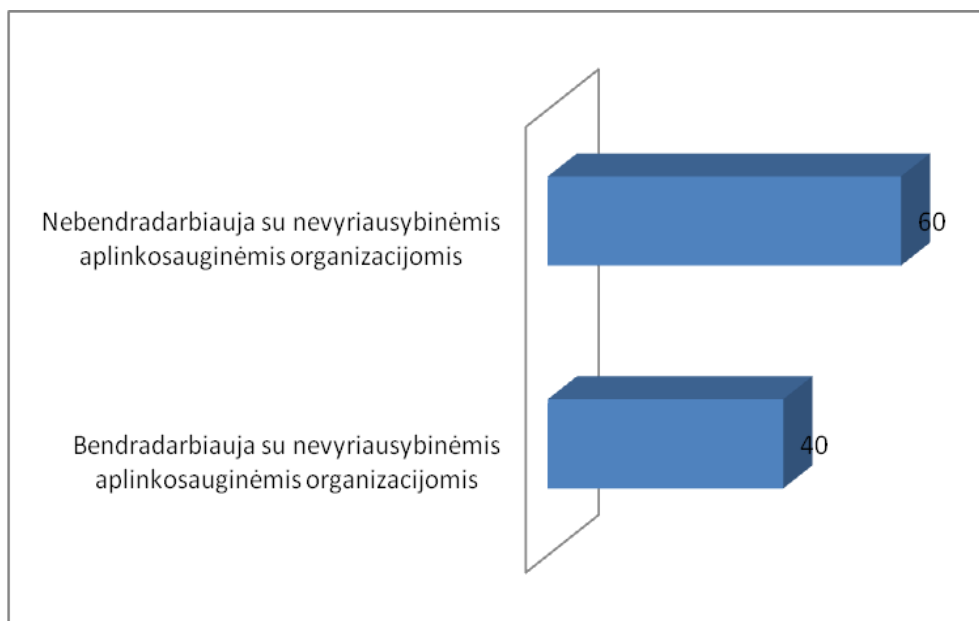 Nebendradarbiauja su nevyriausybinėmis
aplinkosauginėmis organizacijomis
60
Bendradarbiauja su nevyriausybinėmis
aplinkosauginėmis organizacijomis
40